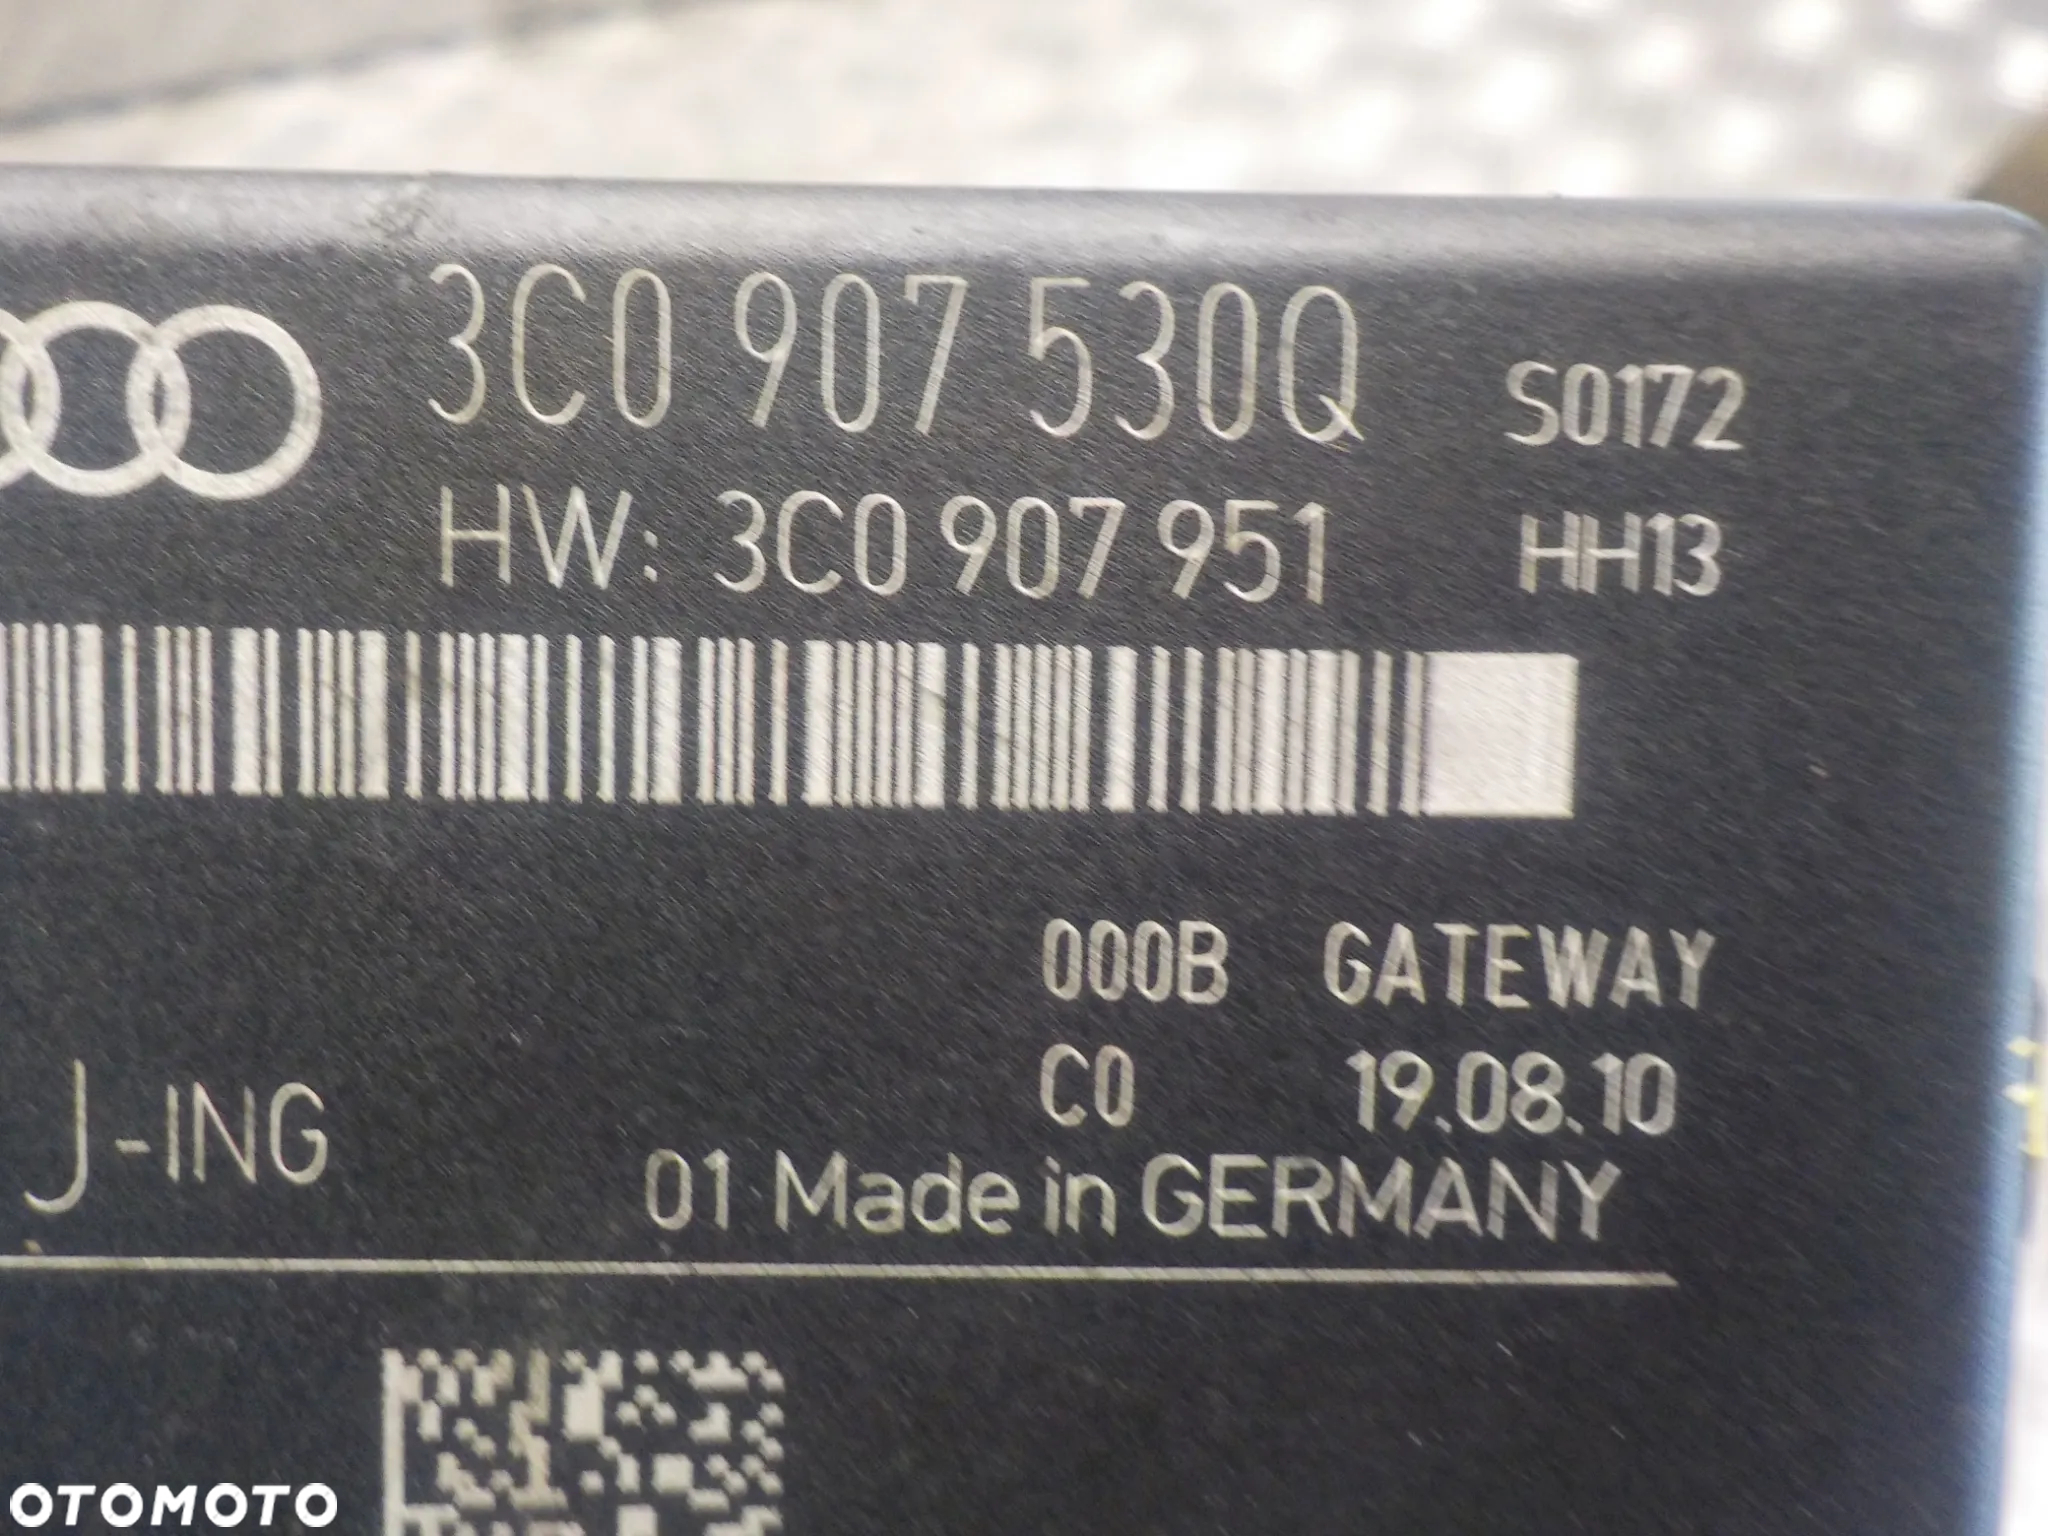 3C0 907 530Q S0172
HW: 3C0 907 951 HH13
000B GATEWAY
C0 19.08.10
J-ING
01 Made in GERMANY
OTOMOTO